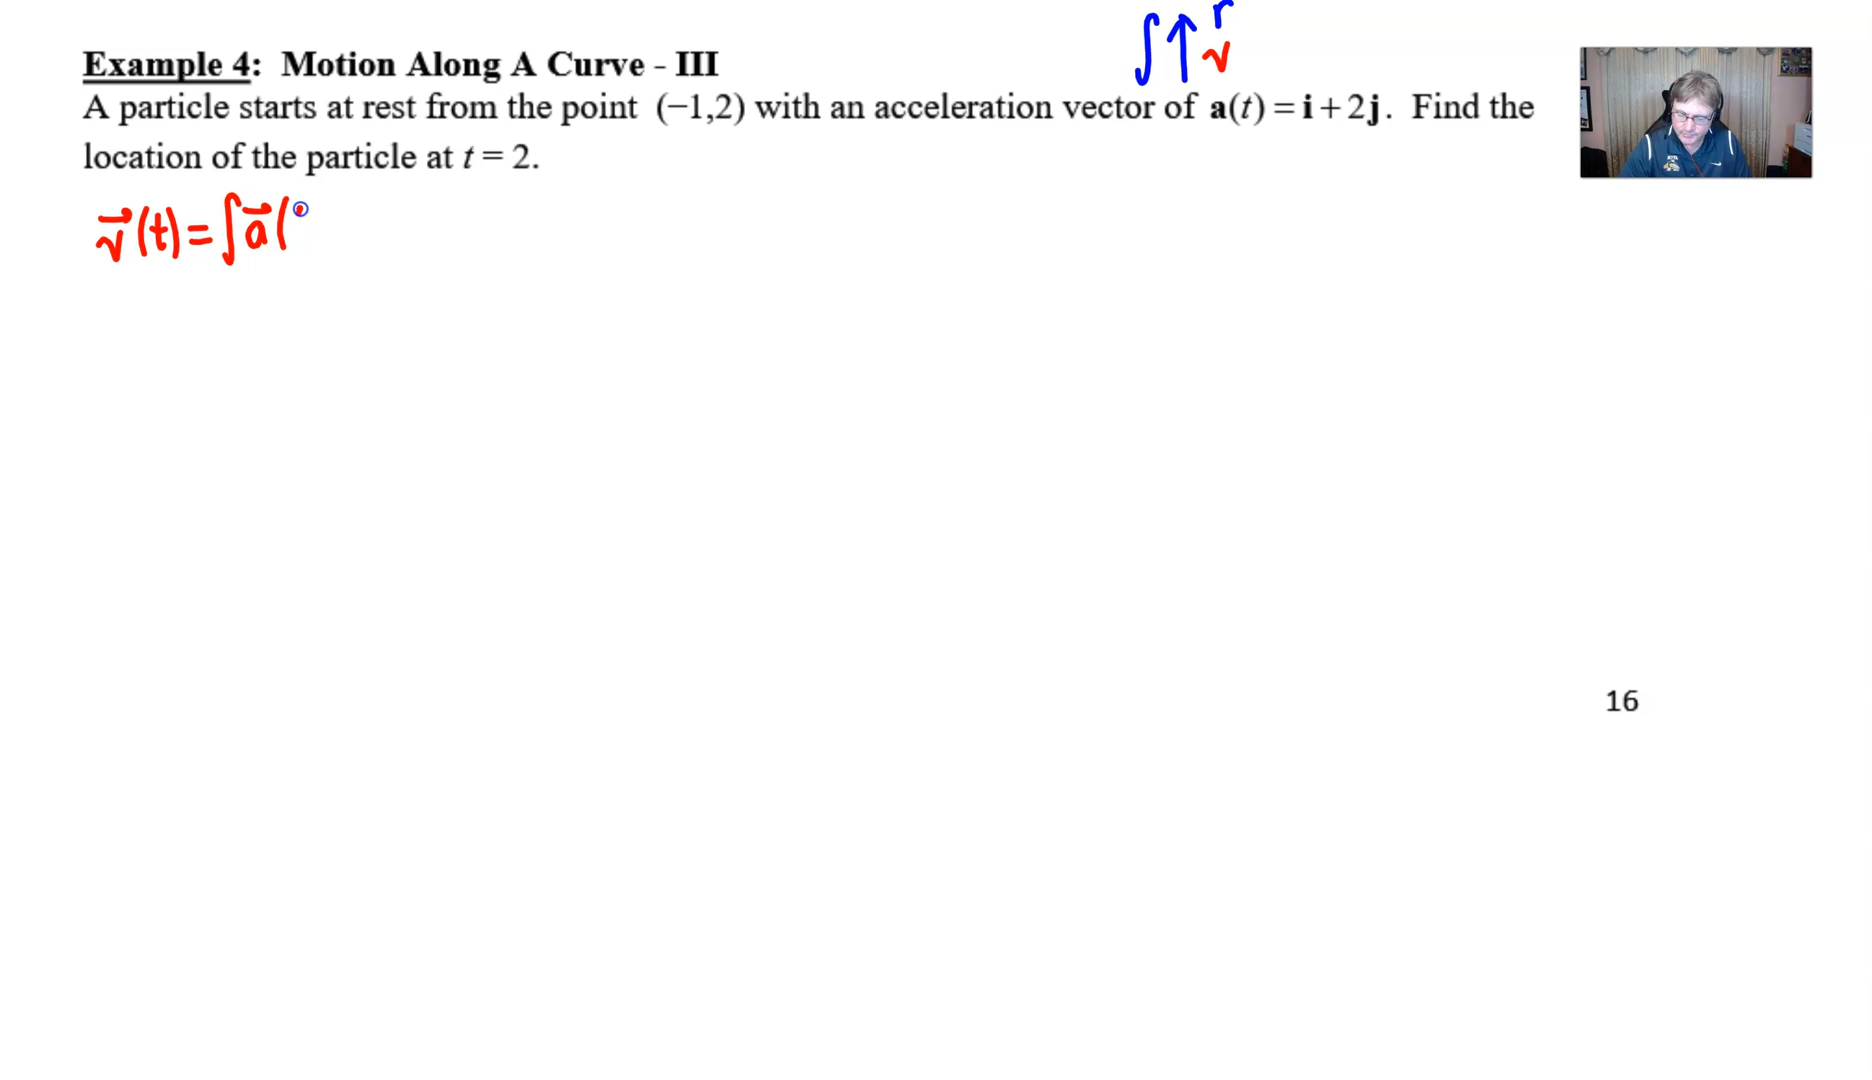 ∫↑ r
v
Example 4: Motion Along A Curve - III
A particle starts at rest from the point (−1,2) with an acceleration vector of a(t) = i + 2j. Find the
location of the particle at t = 2.
v⃗(t) = ∫a⃗(
16